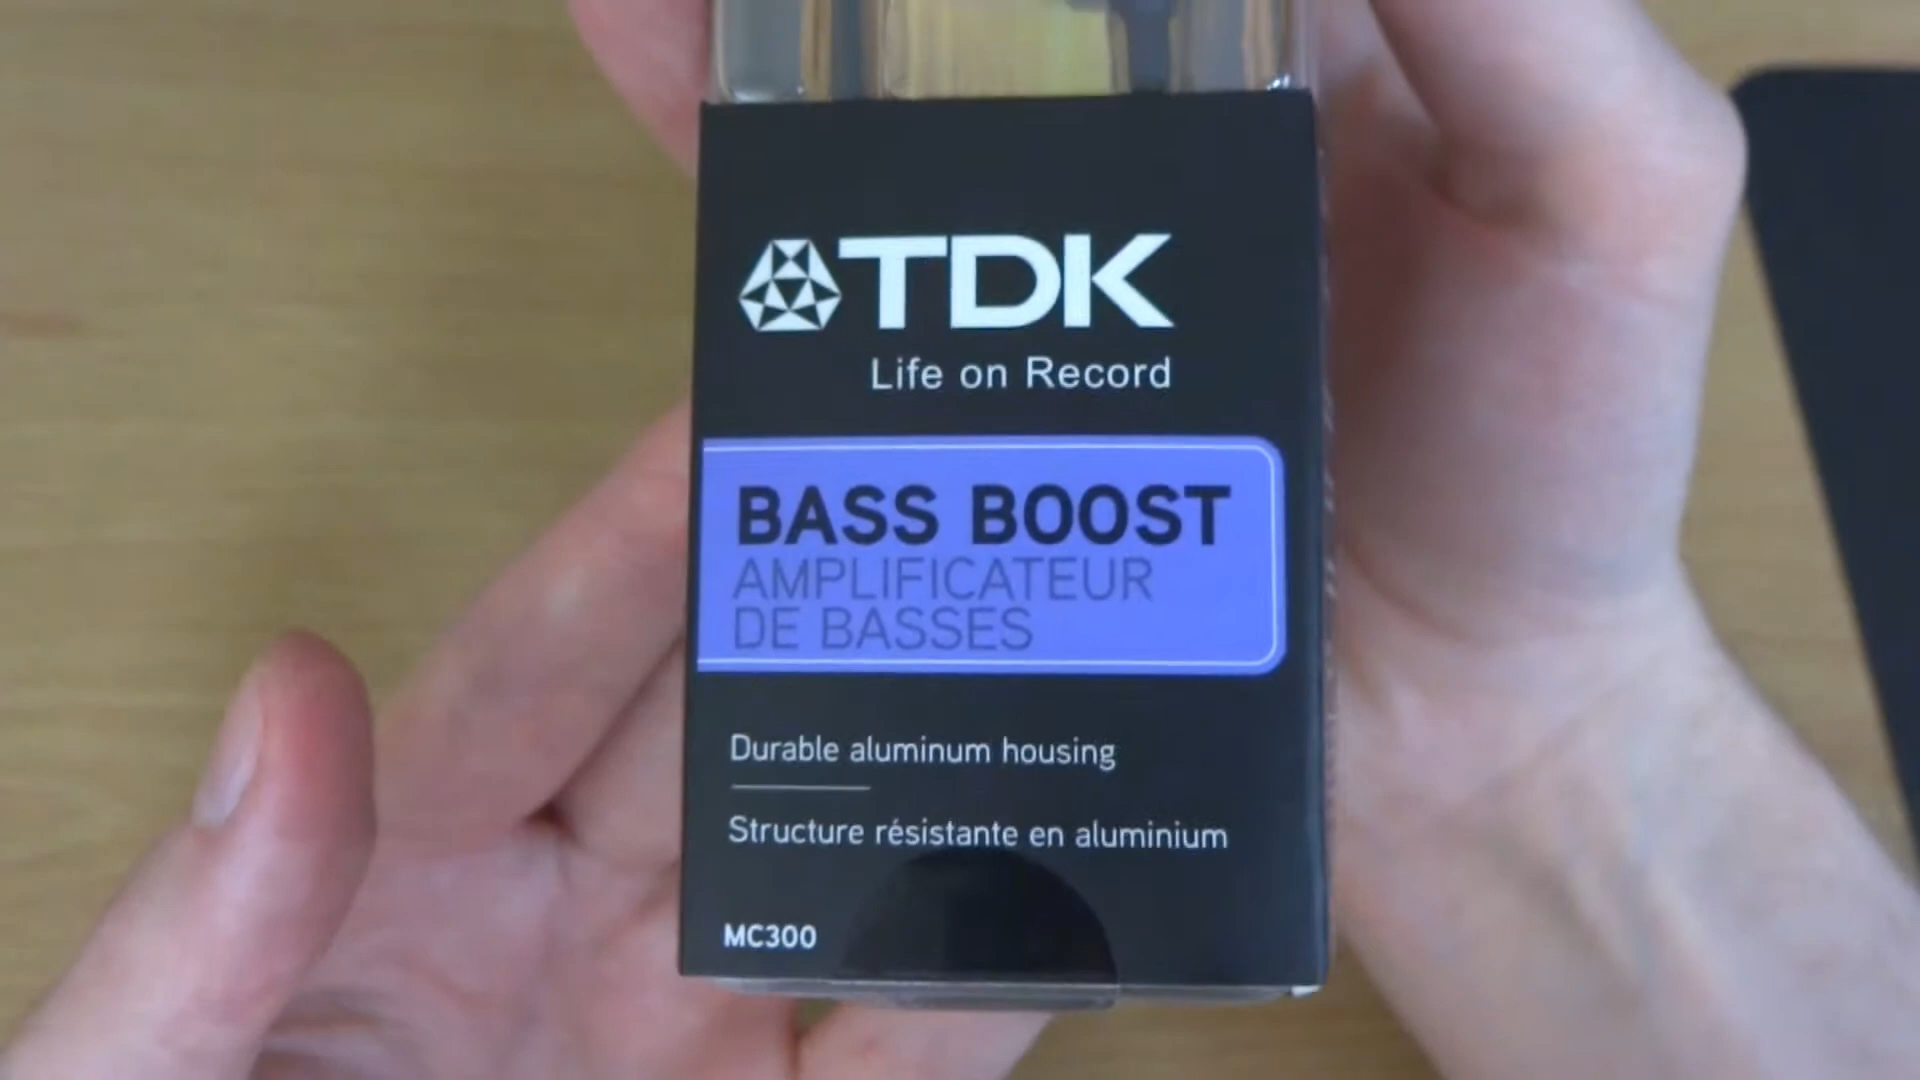 TDK
Life on Record
BASS BOOST
AMPLIFICATEUR
DE BASSES
Durable aluminum housing
Structure résistante en aluminium
MC300